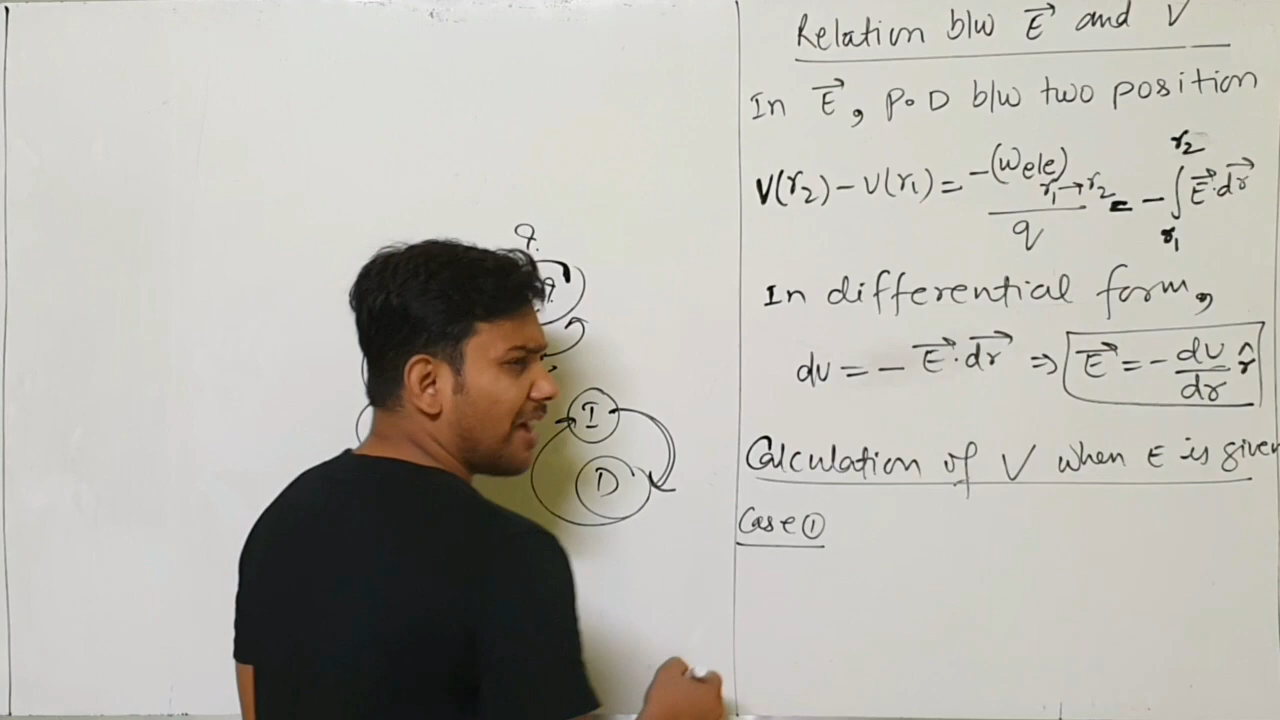 Relation b/w E⃗ and V
In E⃗, P.D b/w two position
V(r₂) - V(r₁) = -(Wele)r₁→r₂ / q = - ∫r₁^r₂ E⃗.dr⃗
In differential form,
dv = - E⃗.dr⃗ ⇒ E⃗ = - dv/dr r̂
Calculation of V when E is given
Case ①
q.
q.
I
D